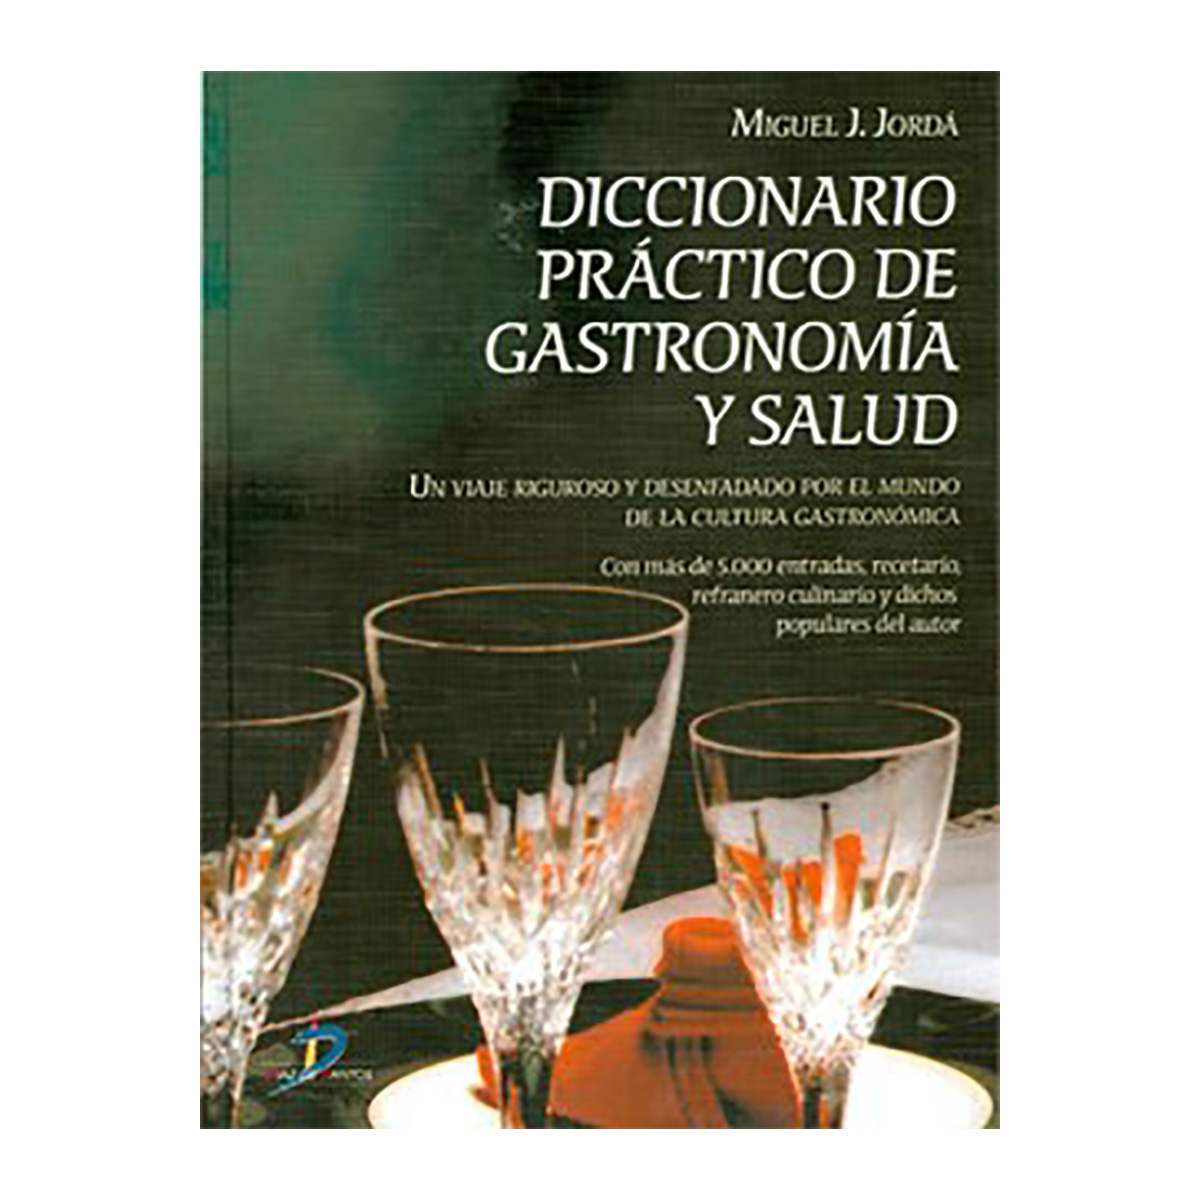 MIGUEL J. JORDÁ
DICCIONARIO
PRÁCTICO DE
GASTRONOMÍA
Y SALUD
UN VIAJE RIGUROSO Y DESENFADADO POR EL MUNDO
DE LA CULTURA GASTRONÓMICA
Con más de 5.000 entradas, recetario,
refranero culinario y dichos
populares del autor